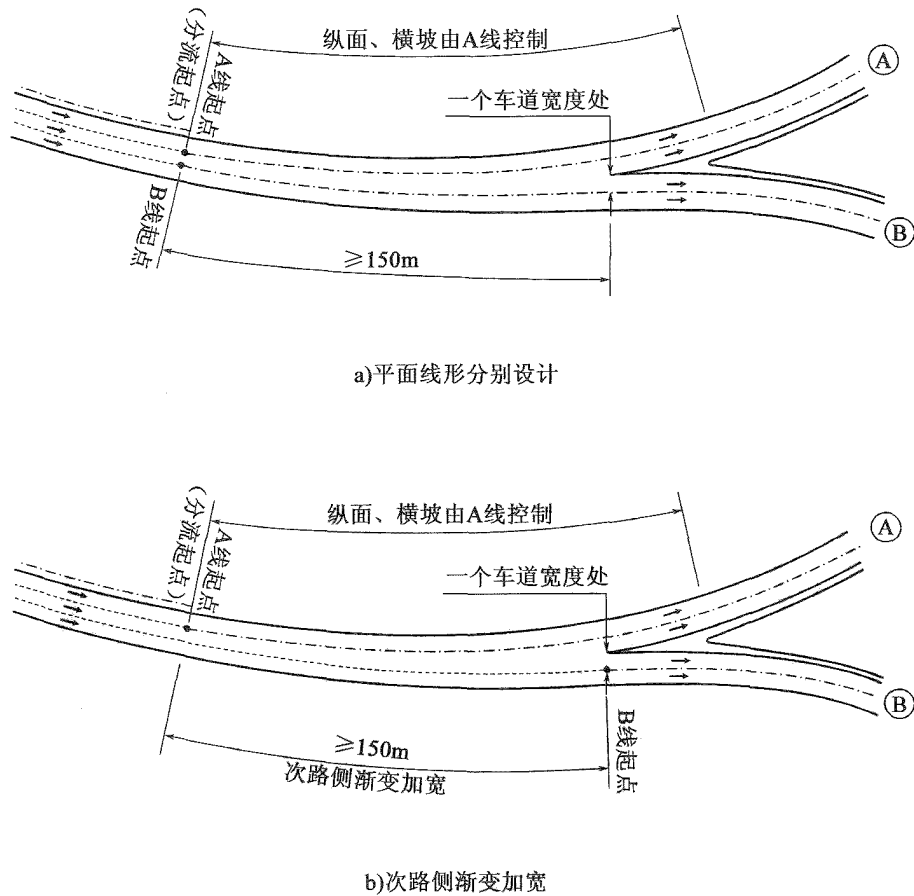 纵面、横坡由A线控制
A线起点
(分流起点)
B线起点
一个车道宽度处
≥150m
A
B
a)平面线形分别设计
纵面、横坡由A线控制
A线起点
(分流起点)
一个车道宽度处
≥150m
次路侧渐变加宽
B线起点
A
B
b)次路侧渐变加宽